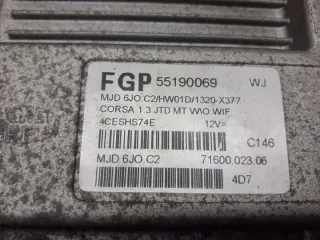 FGP 55190069 WJ
MJD 6JO.C2/HW01D/1320-X377
CORSA 1.3 JTD MT W\O WIF
4CESHS74E 12V=
C146
MJD 6JO.C2 71600.023.06
4D7